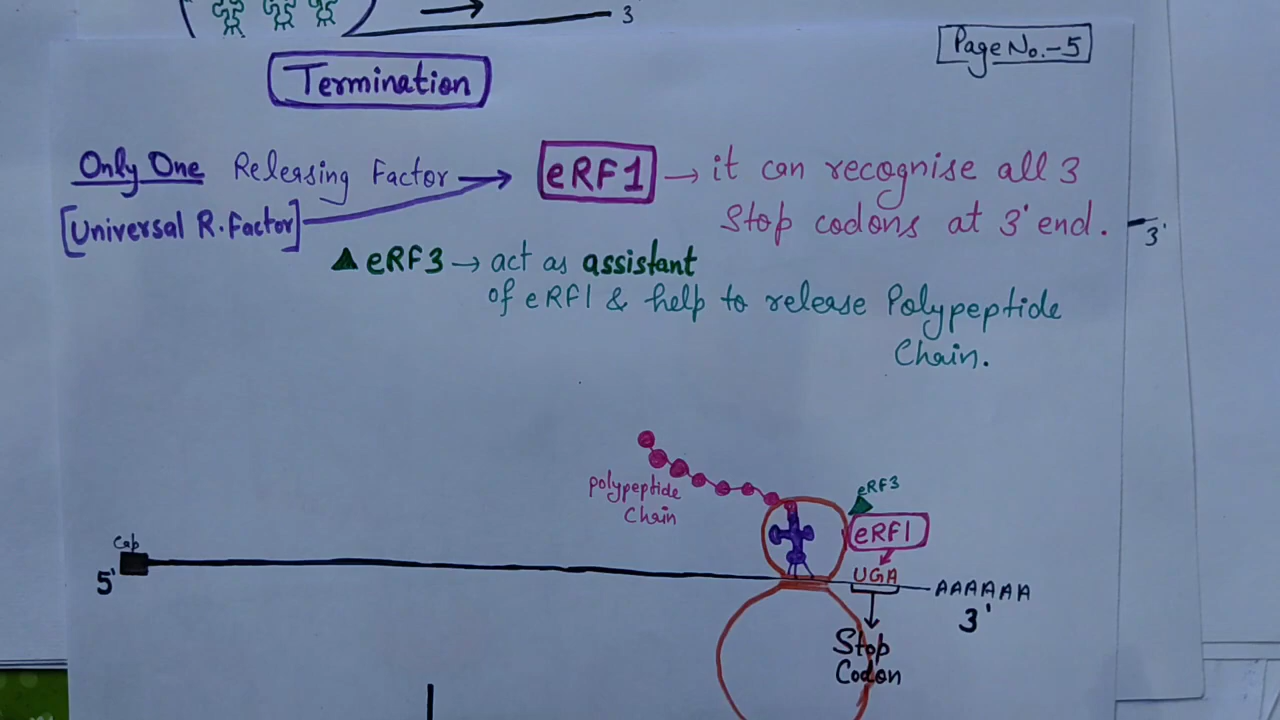 3
Page No.-5
Termination
Only One Releasing Factor → eRF1 → it can recognise all 3
[Universal R.Factor] Stop codons at 3' end.
3'
▲ eRF3 → act as assistant
of eRF1 & help to release Polypeptide
Chain.
polypeptide
Chain
eRF3
eRF1
Cap
5'
UGA
AAAAAA
3'
Stop
Codon